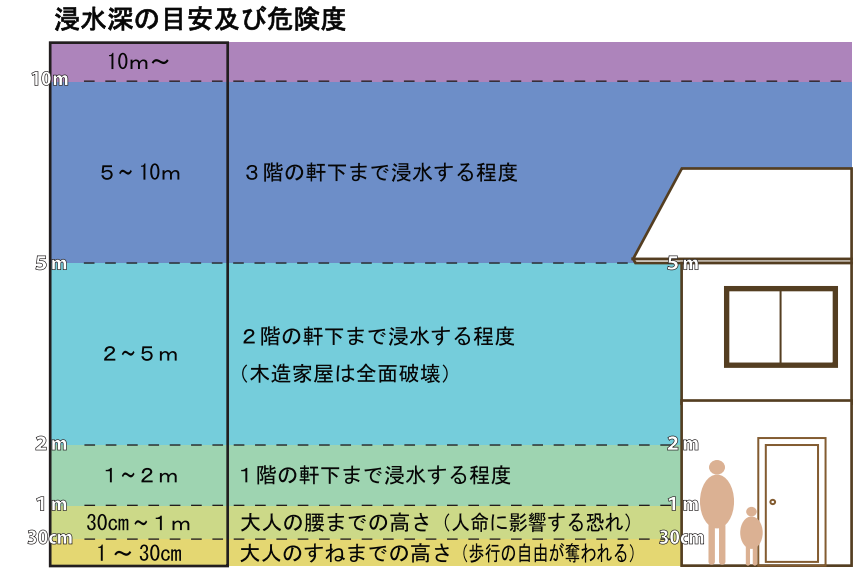 浸水深の目安及び危険度
10m～
10m
5～10m　3階の軒下まで浸水する程度
5m　5m
2～5m　2階の軒下まで浸水する程度
（木造家屋は全面破壊）
2m　2m
1～2m　1階の軒下まで浸水する程度
1m　1m
30cm～1m　大人の腰までの高さ（人命に影響する恐れ）
30cm　30cm
1～30cm　大人のすねまでの高さ（歩行の自由が奪われる）